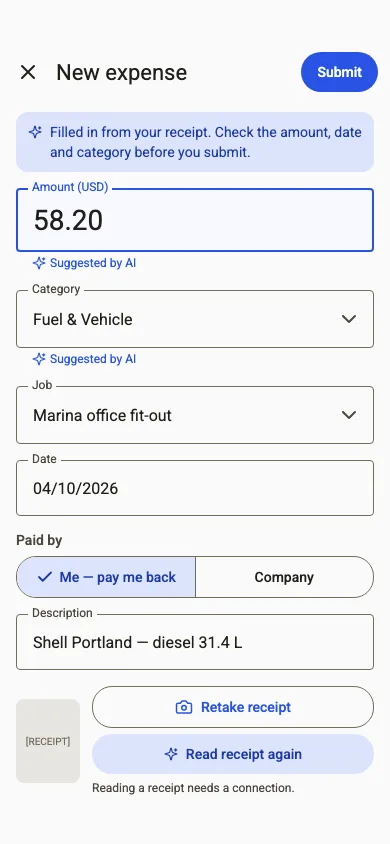 New expense
Submit
Filled in from your receipt. Check the amount, date
and category before you submit.
Amount (USD)
58.20
Suggested by AI
Category
Fuel & Vehicle
Suggested by AI
Job
Marina office fit-out
Date
04/10/2026
Paid by
Me — pay me back
Company
Description
Shell Portland — diesel 31.4 L
[RECEIPT]
Retake receipt
Read receipt again
Reading a receipt needs a connection.